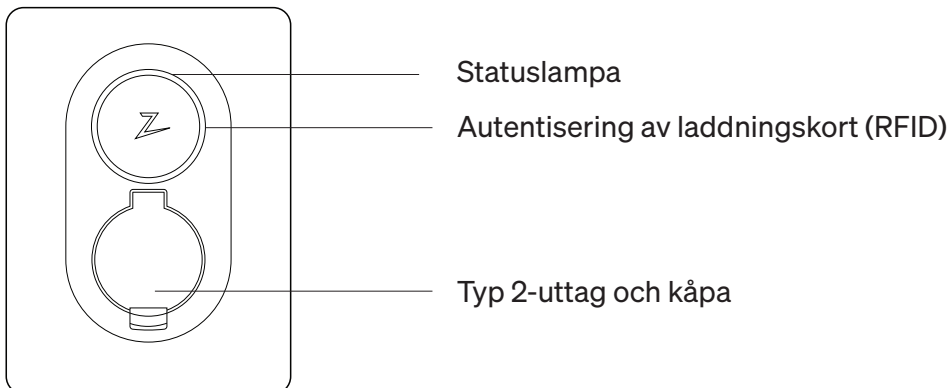 Statuslampa
Autentisering av laddningskort (RFID)
Typ 2-uttag och kåpa